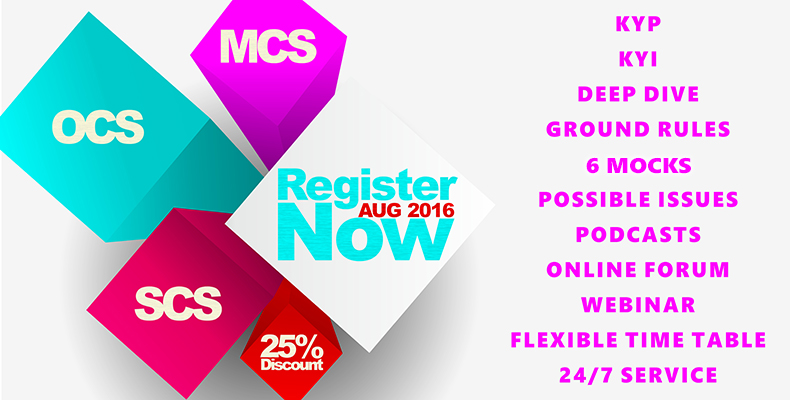 MCS
OCS
Register
AUG 2016
Now
SCS
25%
Discount
KYP
KYI
DEEP DIVE
GROUND RULES
6 MOCKS
POSSIBLE ISSUES
PODCASTS
ONLINE FORUM
WEBINAR
FLEXIBLE TIME TABLE
24/7 SERVICE